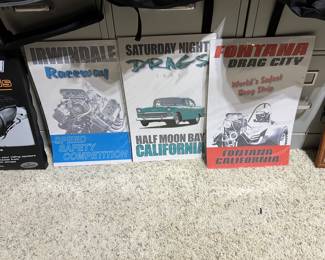 IRWINDALE
Raceway
SPEED
SAFETY
COMPETITION
SATURDAY NIGHT
DRAGS
HALF MOON BAY
CALIFORNIA
FONTANA
DRAG CITY
World's Safest
Drag Strip
FONTANA
CALIFORNIA